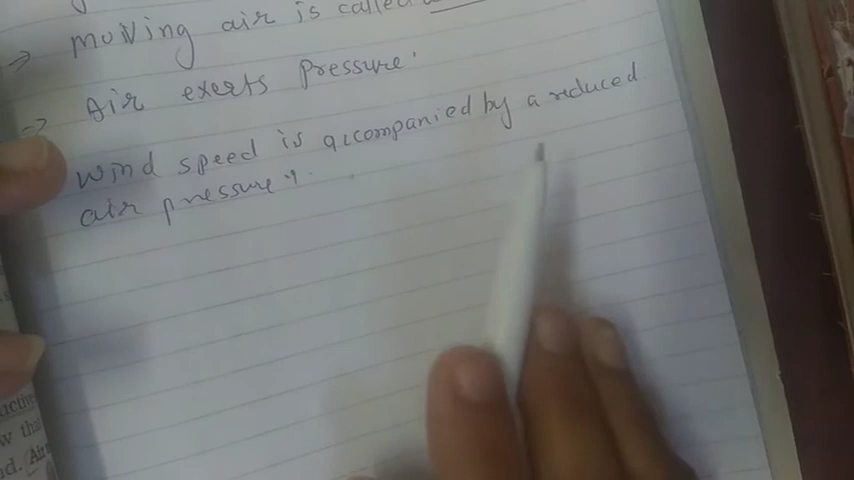 → moving air is called
→ Air exerts pressure.
wind speed is accompanied by a reduced
air pressure.